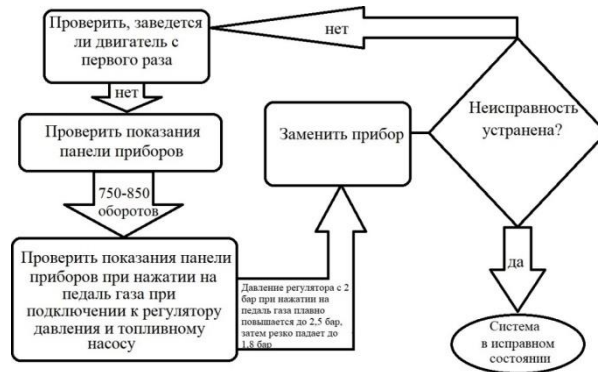 Проверить, заведется
ли двигатель с
первого раза
нет
нет
Проверить показания
панели приборов
Заменить прибор
Неисправность
устранена?
750-850
оборотов
Проверить показания панели
приборов при нажатии на
педаль газа при
подключении к регулятору
давления и топливному
насосу
Давление регулятора с 2
бар при нажатии на
педаль газа плавно
повышается до 2,5 бар,
затем резко падает до
1,8 бар
да
Система
в исправном
состоянии